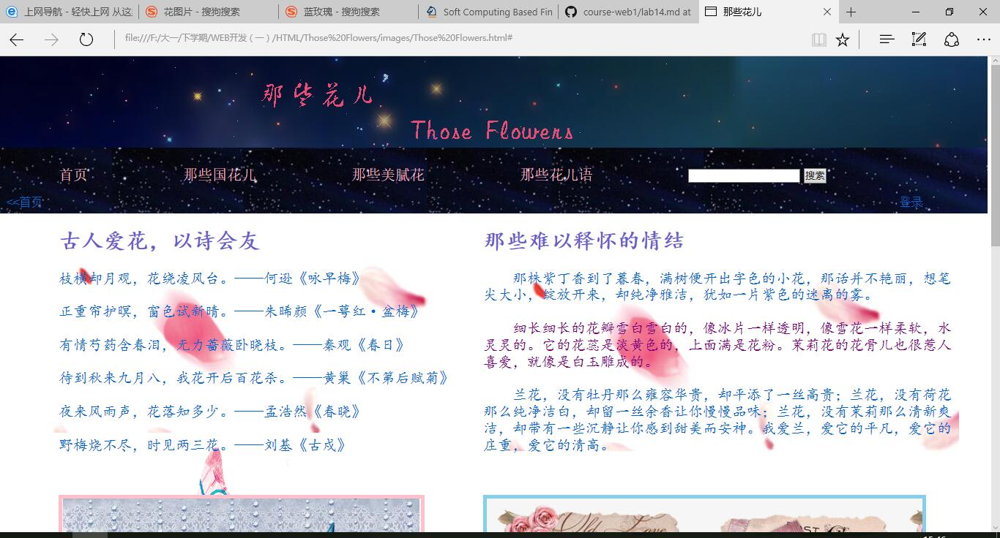 上网导航 - 轻快上网 从这
花图片 - 搜狗搜索
蓝玫瑰 - 搜狗搜索
Soft Computing Based Fin
course-web1/lab14.md at
那些花儿
file:///F:/大一/下学期/WEB开发（一）/HTML/Those%20Flowers/images/Those%20Flowers.html#
那些花儿
Those Flowers
首页 那些国花儿 那些美腻花 那些花儿语 搜索
<<首页 登录
古人爱花，以诗会友
枝横却月观，花绕凌风台。——何逊《咏早梅》
正重帘护暝，窗色试新晴。——朱晞颜《一萼红·盆梅》
有情芍药含春泪，无力蔷薇卧晓枝。——秦观《春日》
待到秋来九月八，我花开后百花杀。——黄巢《不第后赋菊》
夜来风雨声，花落知多少。——孟浩然《春晓》
野梅烧不尽，时见两三花。——刘基《古戍》
那些难以释怀的情结
那株紫丁香到了暮春，满树便开出字色的小花，那话并不艳丽，想笔
尖大小，绽放开来，却纯净雅洁，犹如一片紫色的迷离的雾。
细长细长的花瓣雪白雪白的，像冰片一样透明，像雪花一样柔软，水
灵灵的。它的花蕊是淡黄色的，上面满是花粉。茉莉花的花骨儿也很惹人
喜爱，就像是白玉雕成的。
兰花，没有牡丹那么雍容华贵，却平添了一丝高贵；兰花，没有荷花
那么纯净洁白，却留一丝余香让你慢慢品味；兰花，没有茉莉那么清新爽
洁，却带有一些沉静让你感到甜美而安神。我爱兰，爱它的平凡，爱它的
庄重，爱它的清高。